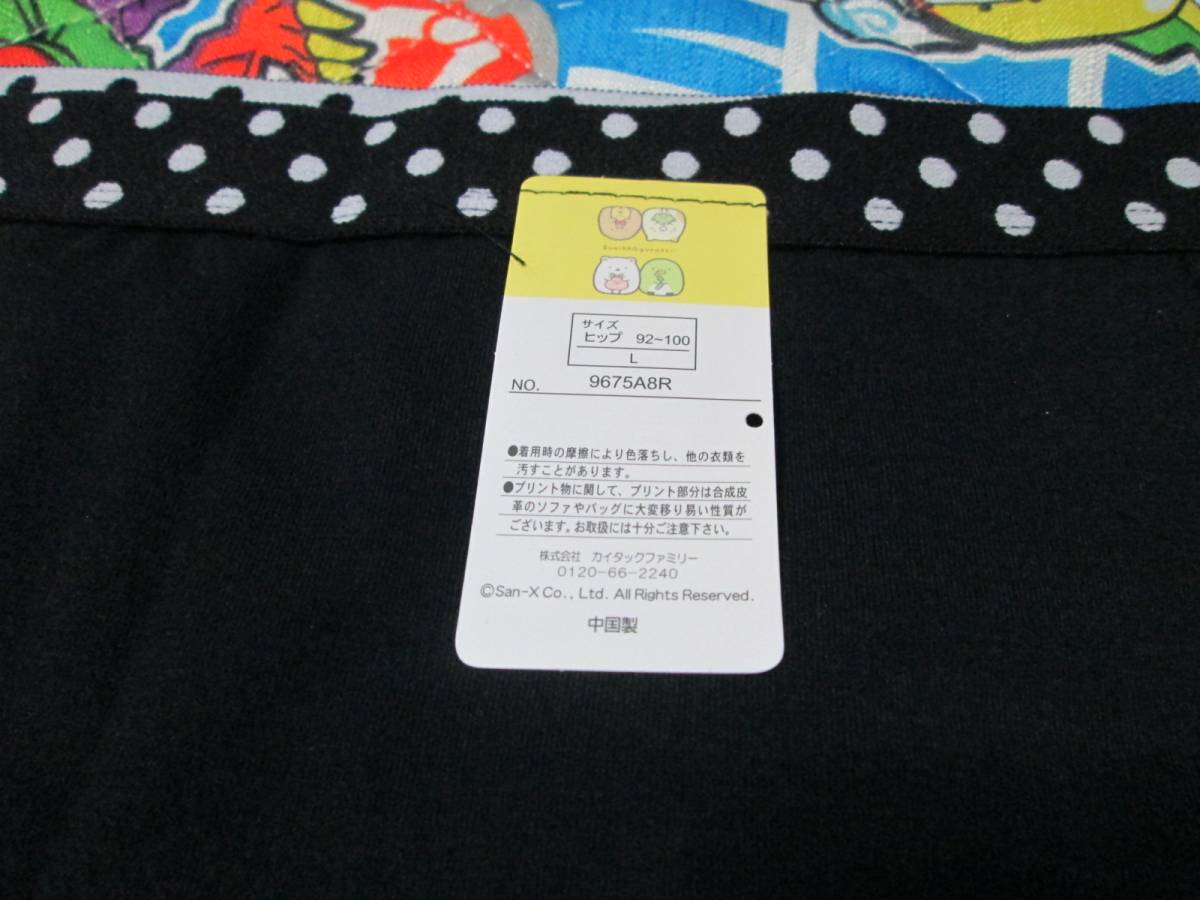 Sumikkogurashi
サイズ
ヒップ 92~100
L
NO. 9675A8R
●着用時の摩擦により色落ちし、他の衣類を
汚すことがあります。
●プリント物に関して、プリント部分は合成皮
革のソファやバッグに大変移り易い性質が
ございます。お取扱には十分ご注意下さい。
株式会社 カイタックファミリー
0120-66-2240
©San-X Co., Ltd. All Rights Reserved.
中国製